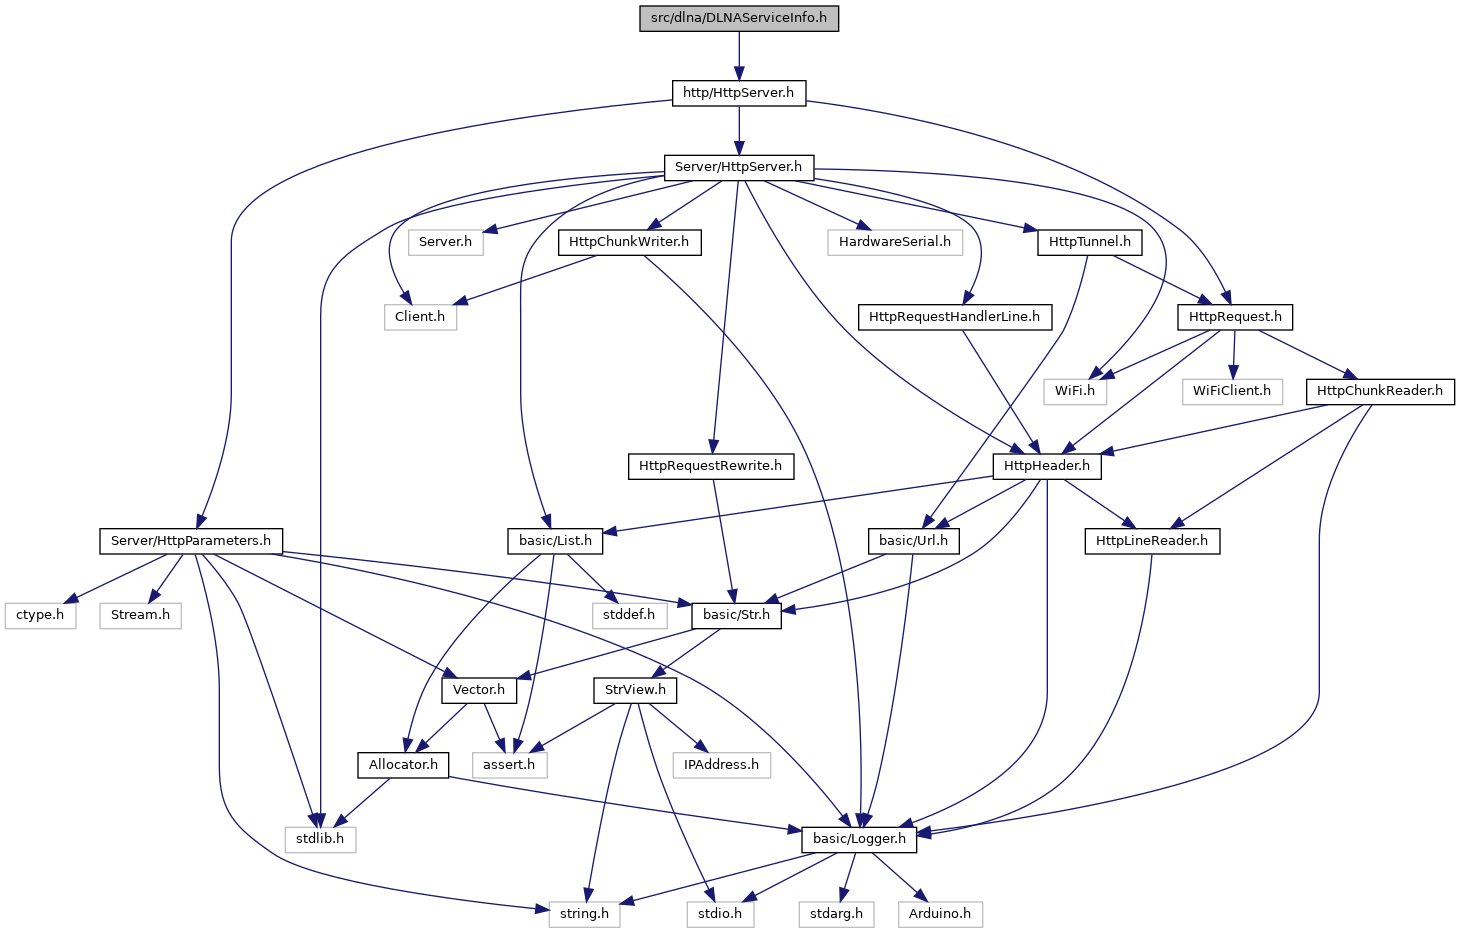 src/dlna/DLNAServiceInfo.h
http/HttpServer.h
Server/HttpServer.h
Server.h
HttpChunkWriter.h
HardwareSerial.h
HttpTunnel.h
Client.h
HttpRequestHandlerLine.h
HttpRequest.h
WiFi.h
WiFiClient.h
HttpChunkReader.h
HttpRequestRewrite.h
HttpHeader.h
Server/HttpParameters.h
basic/List.h
basic/Url.h
HttpLineReader.h
ctype.h
Stream.h
stddef.h
basic/Str.h
Vector.h
StrView.h
Allocator.h
assert.h
IPAddress.h
stdlib.h
basic/Logger.h
string.h
stdio.h
stdarg.h
Arduino.h